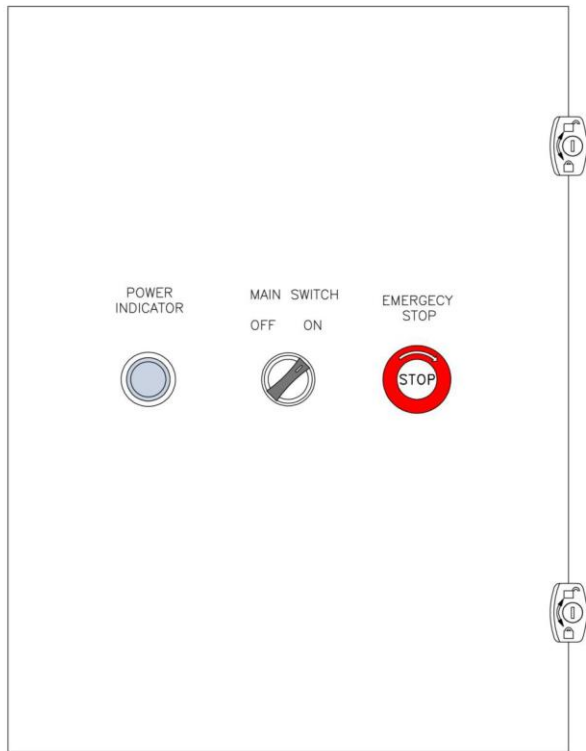 POWER
INDICATOR
MAIN SWITCH
OFF ON
EMERGECY
STOP
STOP